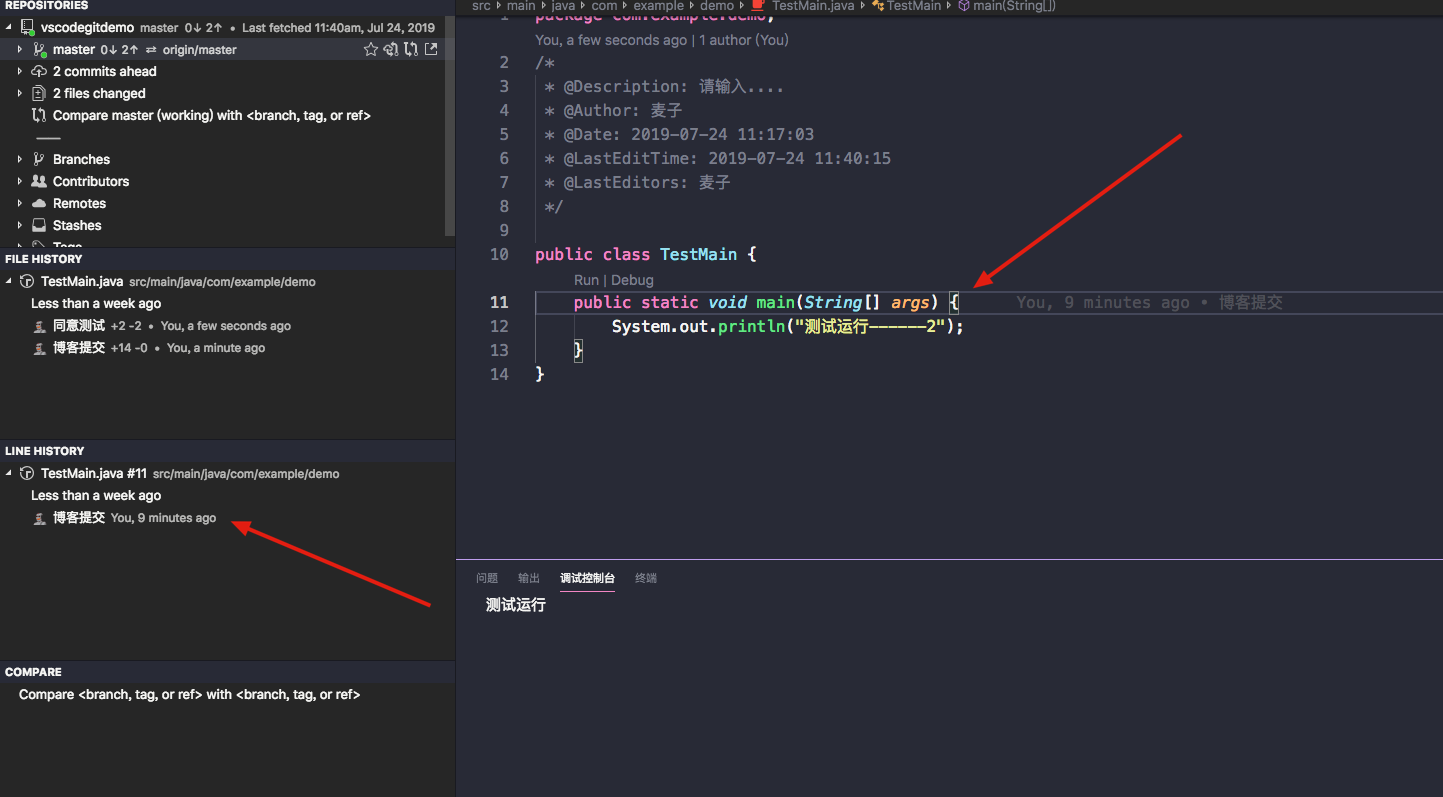 REPOSITORIES
vscodegitdemo master 0↓ 2↑ • Last fetched 11:40am, Jul 24, 2019
master 0↓ 2↑ ⇄ origin/master
2 commits ahead
2 files changed
Compare master (working) with <branch, tag, or ref>
Branches
Contributors
Remotes
Stashes
Tags
FILE HISTORY
TestMain.java src/main/java/com/example/demo
Less than a week ago
同意测试 +2 -2 • You, a few seconds ago
博客提交 +14 -0 • You, a minute ago
LINE HISTORY
TestMain.java #11 src/main/java/com/example/demo
Less than a week ago
博客提交 You, 9 minutes ago
COMPARE
Compare <branch, tag, or ref> with <branch, tag, or ref>
src › main › java › com › example › demo › TestMain.java › TestMain › main(String[])
1 package com.example.demo;
You, a few seconds ago | 1 author (You)
2 /*
3 * @Description: 请输入....
4 * @Author: 麦子
5 * @Date: 2019-07-24 11:17:03
6 * @LastEditTime: 2019-07-24 11:40:15
7 * @LastEditors: 麦子
8 */
9
10 public class TestMain {
Run | Debug
11 public static void main(String[] args) { You, 9 minutes ago • 博客提交
12 System.out.println("测试运行------2");
13 }
14 }
问题 输出 调试控制台 终端
测试运行